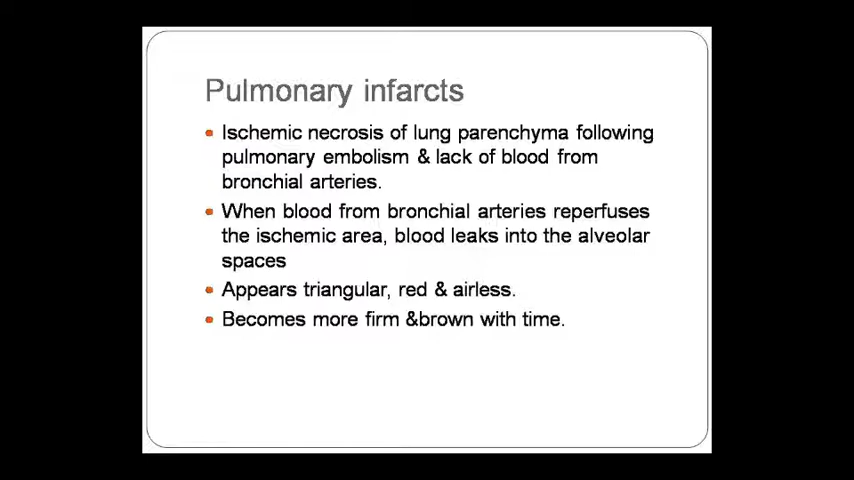 Pulmonary infarcts
• Ischemic necrosis of lung parenchyma following
pulmonary embolism & lack of blood from
bronchial arteries.
• When blood from bronchial arteries reperfuses
the ischemic area, blood leaks into the alveolar
spaces
• Appears triangular, red & airless.
• Becomes more firm &brown with time.